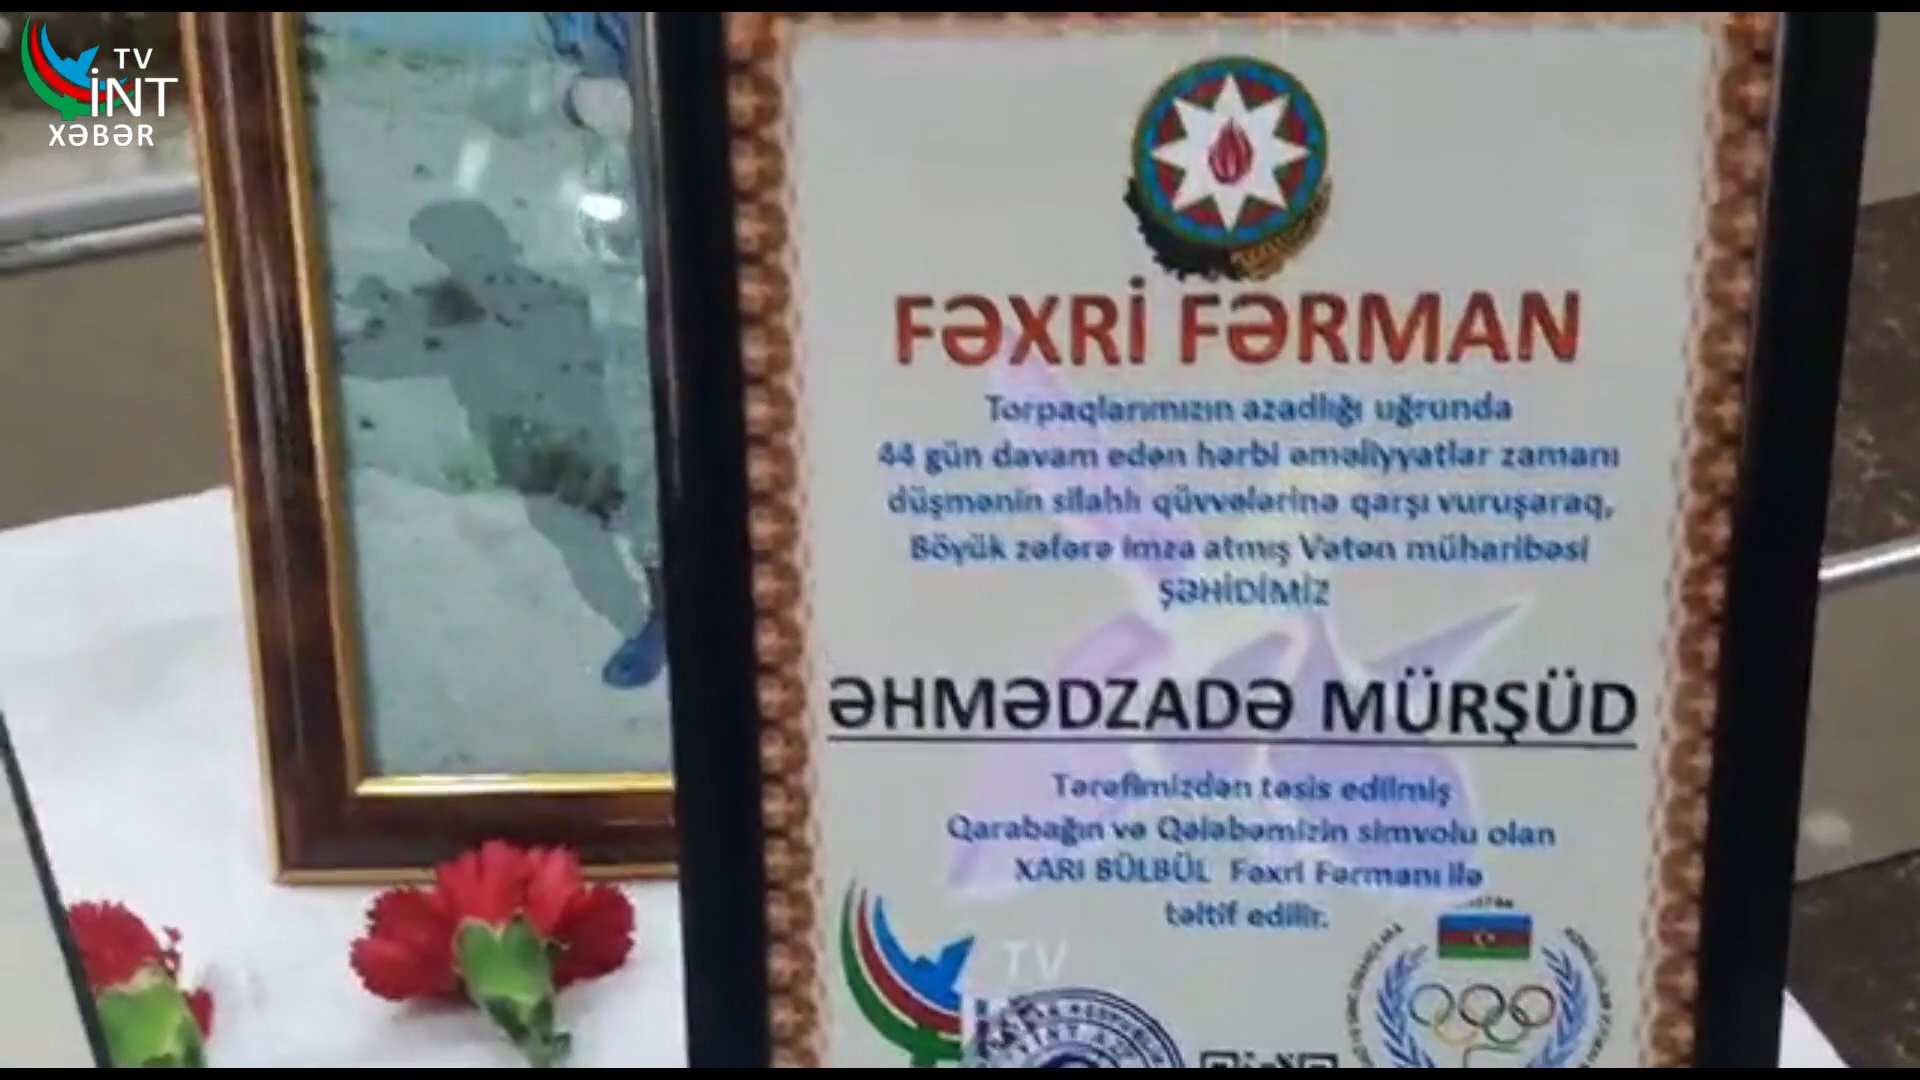 TV
İNT
XƏBƏR
FƏXRİ FƏRMAN
Torpaqlarımızın azadlığı uğrunda
44 gün davam edən hərbi əməliyyatlar zamanı
düşmənin silahlı qüvvələrinə qarşı vuruşaraq,
Böyük zəfərə imza atmış Vətən müharibəsi
ŞƏHİDİMİZ
ƏHMƏDZADƏ MÜRŞÜD
Tərəfimizdən təsis edilmiş
Qarabağın və Qələbəmizin simvolu olan
XARI BÜLBÜL Fəxri Fərmanı ilə
təltif edilir.
TV